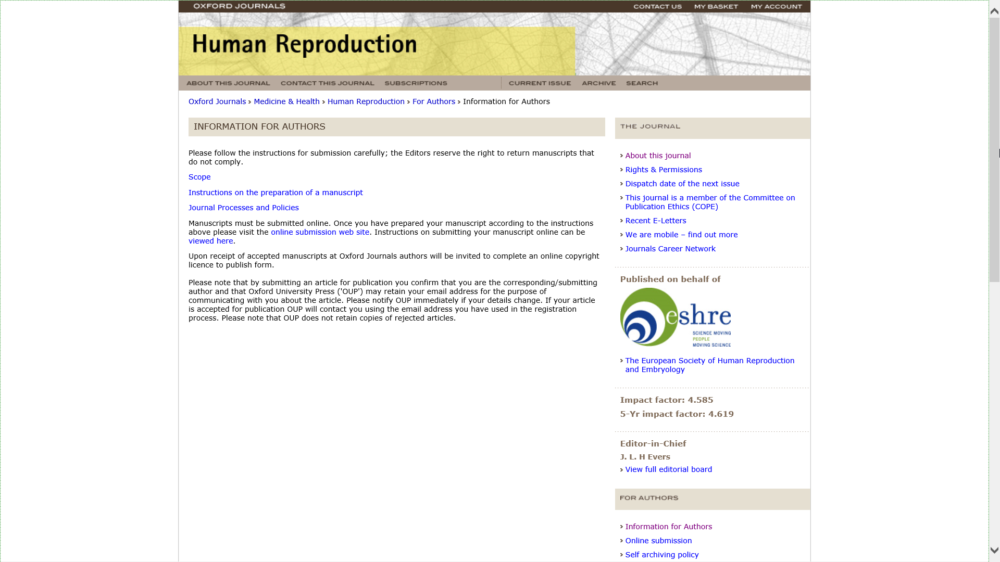 OXFORD JOURNALS
CONTACT US MY BASKET MY ACCOUNT
Human Reproduction
ABOUT THIS JOURNAL CONTACT THIS JOURNAL SUBSCRIPTIONS CURRENT ISSUE ARCHIVE SEARCH
Oxford Journals › Medicine & Health › Human Reproduction › For Authors › Information for Authors
INFORMATION FOR AUTHORS
Please follow the instructions for submission carefully; the Editors reserve the right to return manuscripts that
do not comply.
Scope
Instructions on the preparation of a manuscript
Journal Processes and Policies
Manuscripts must be submitted online. Once you have prepared your manuscript according to the instructions
above please visit the online submission web site. Instructions on submitting your manuscript online can be
viewed here.
Upon receipt of accepted manuscripts at Oxford Journals authors will be invited to complete an online copyright
licence to publish form.
Please note that by submitting an article for publication you confirm that you are the corresponding/submitting
author and that Oxford University Press ('OUP') may retain your email address for the purpose of
communicating with you about the article. Please notify OUP immediately if your details change. If your article
is accepted for publication OUP will contact you using the email address you have used in the registration
process. Please note that OUP does not retain copies of rejected articles.
THE JOURNAL
› About this journal
› Rights & Permissions
› Dispatch date of the next issue
› This journal is a member of the Committee on
Publication Ethics (COPE)
› Recent E-Letters
› We are mobile – find out more
› Journals Career Network
Published on behalf of
eshre
SCIENCE MOVING
PEOPLE
MOVING SCIENCE
› The European Society of Human Reproduction
and Embryology
Impact factor: 4.585
5-Yr impact factor: 4.619
Editor-in-Chief
J. L. H Evers
› View full editorial board
FOR AUTHORS
› Information for Authors
› Online submission
› Self archiving policy